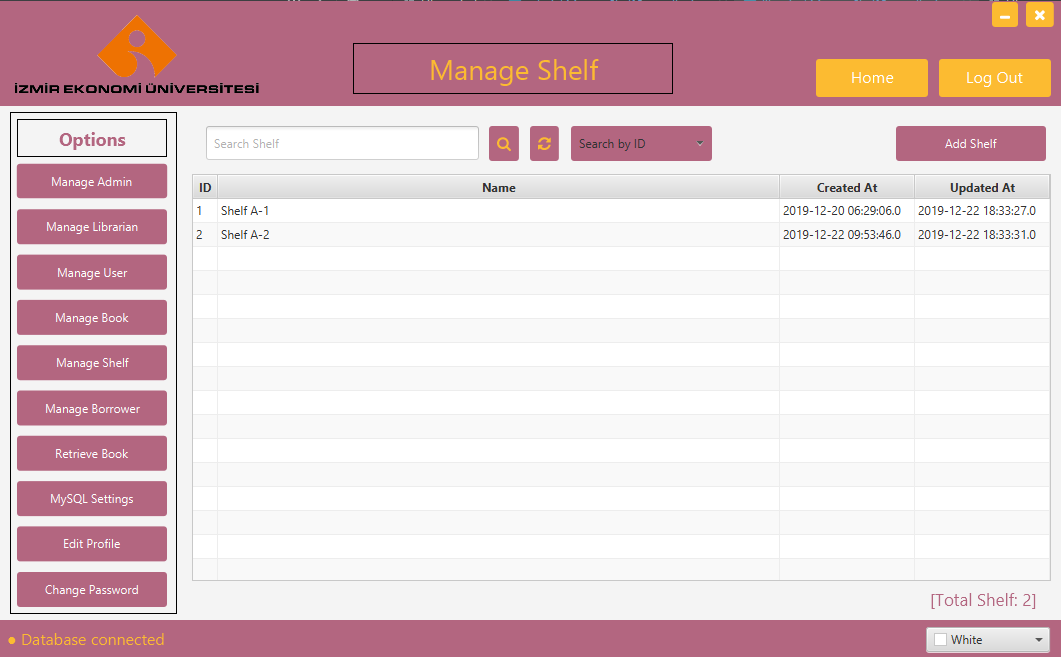 İZMİR EKONOMİ ÜNİVERSİTESİ
Manage Shelf
Home
Log Out
Options
Manage Admin
Manage Librarian
Manage User
Manage Book
Manage Shelf
Manage Borrower
Retrieve Book
MySQL Settings
Edit Profile
Change Password
Search Shelf
Search by ID
Add Shelf
ID Name Created At Updated At
1 Shelf A-1 2019-12-20 06:29:06.0 2019-12-22 18:33:27.0
2 Shelf A-2 2019-12-22 09:53:46.0 2019-12-22 18:33:31.0
[Total Shelf: 2]
Database connected
White